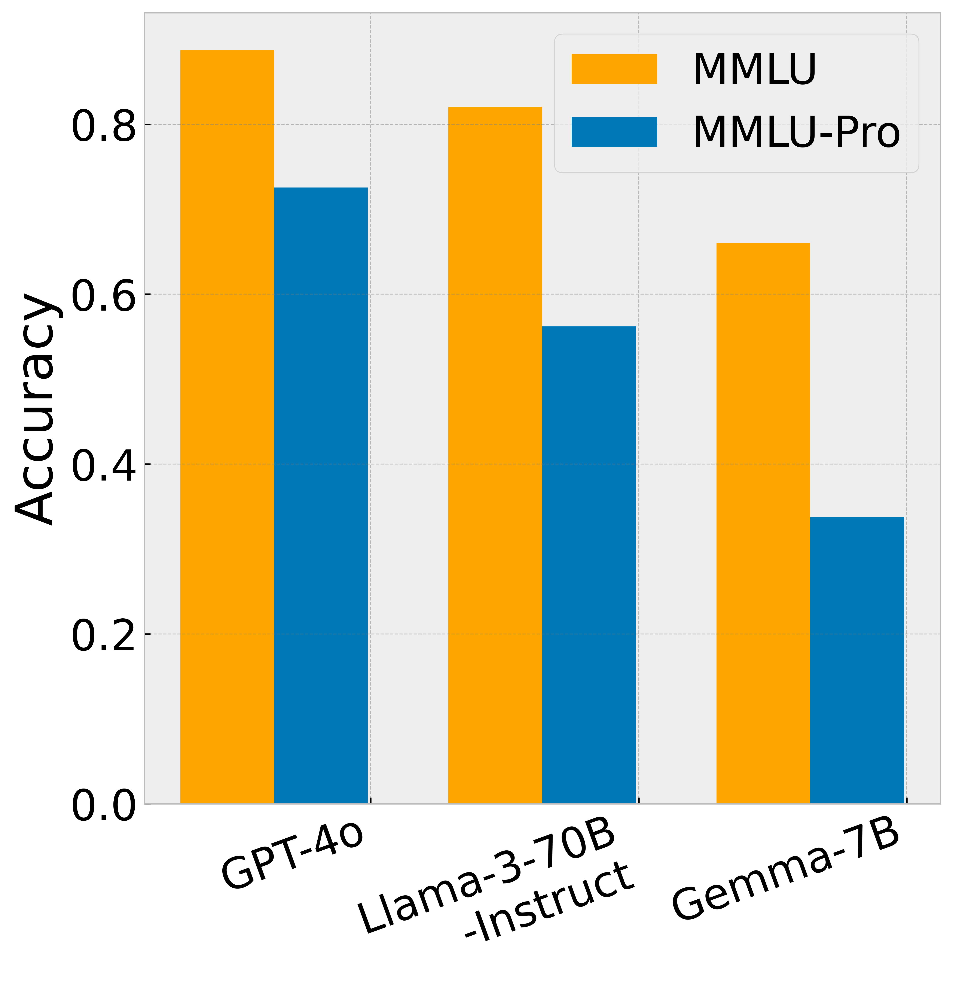 MMLU
MMLU-Pro
Accuracy
0.8
0.6
0.4
0.2
0.0
GPT-4o
Llama-3-70B
-Instruct
Gemma-7B